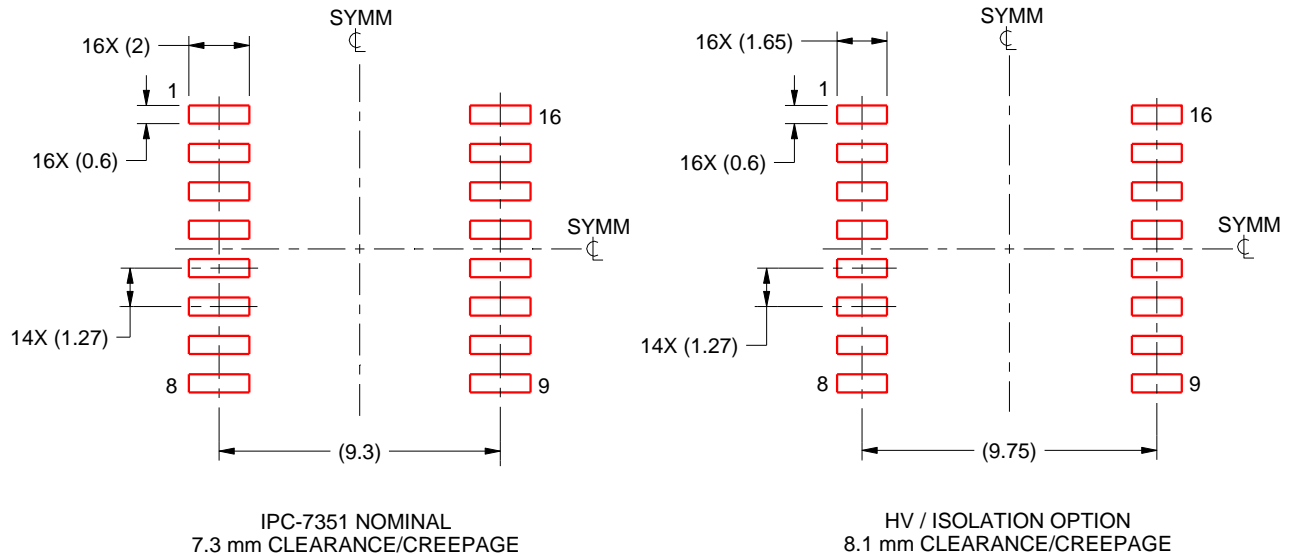 SYMM
℄
16X (2)
1
16
16X (0.6)
SYMM
℄
14X (1.27)
8
9
(9.3)
IPC-7351 NOMINAL
7.3 mm CLEARANCE/CREEPAGE
SYMM
℄
16X (1.65)
1
16
16X (0.6)
SYMM
℄
14X (1.27)
8
9
(9.75)
HV / ISOLATION OPTION
8.1 mm CLEARANCE/CREEPAGE